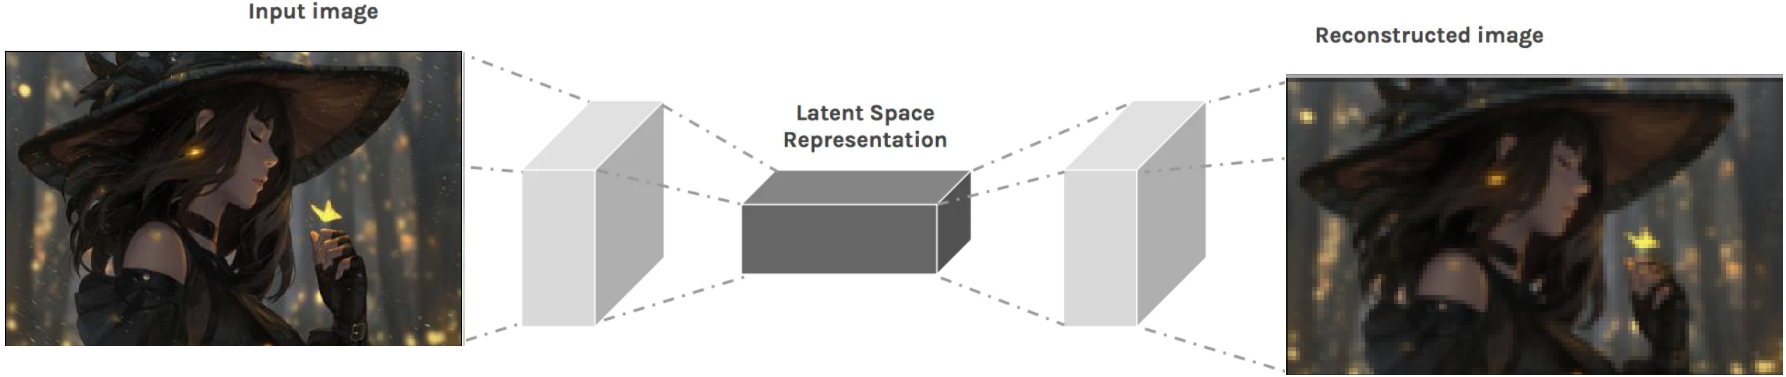 Input image
Latent Space
Representation
Reconstructed image